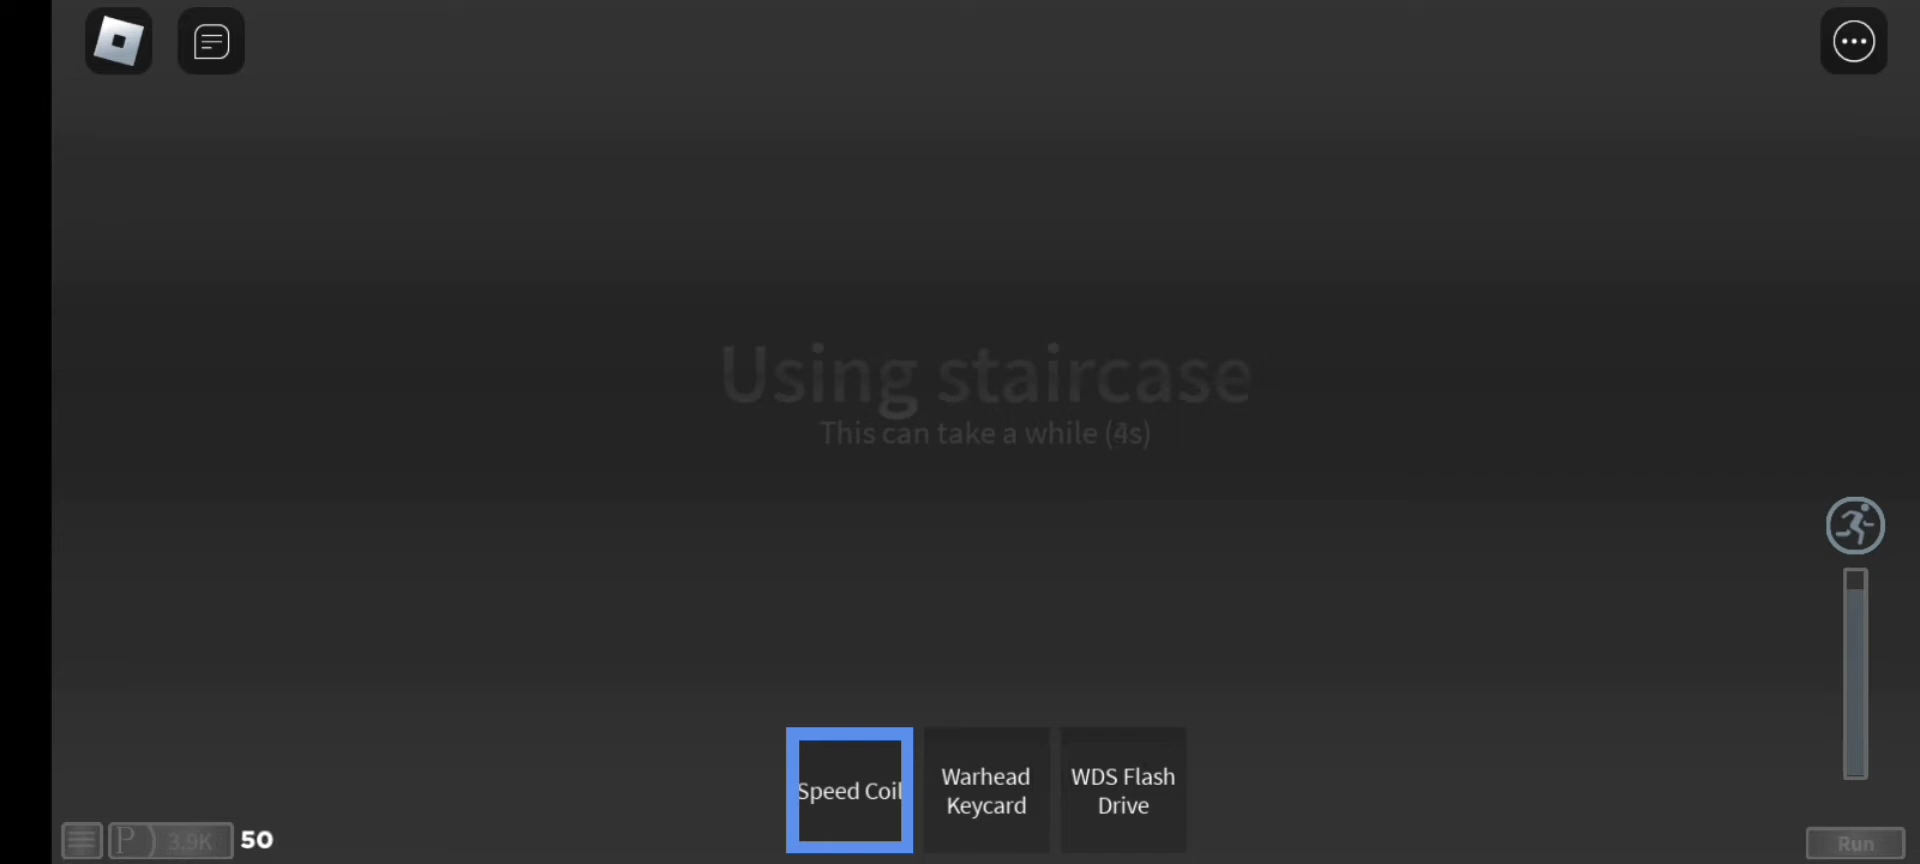 Using staircase
This can take a while (4s)
Speed Coil
Warhead
Keycard
WDS Flash
Drive
P) 3.9K 50
Run